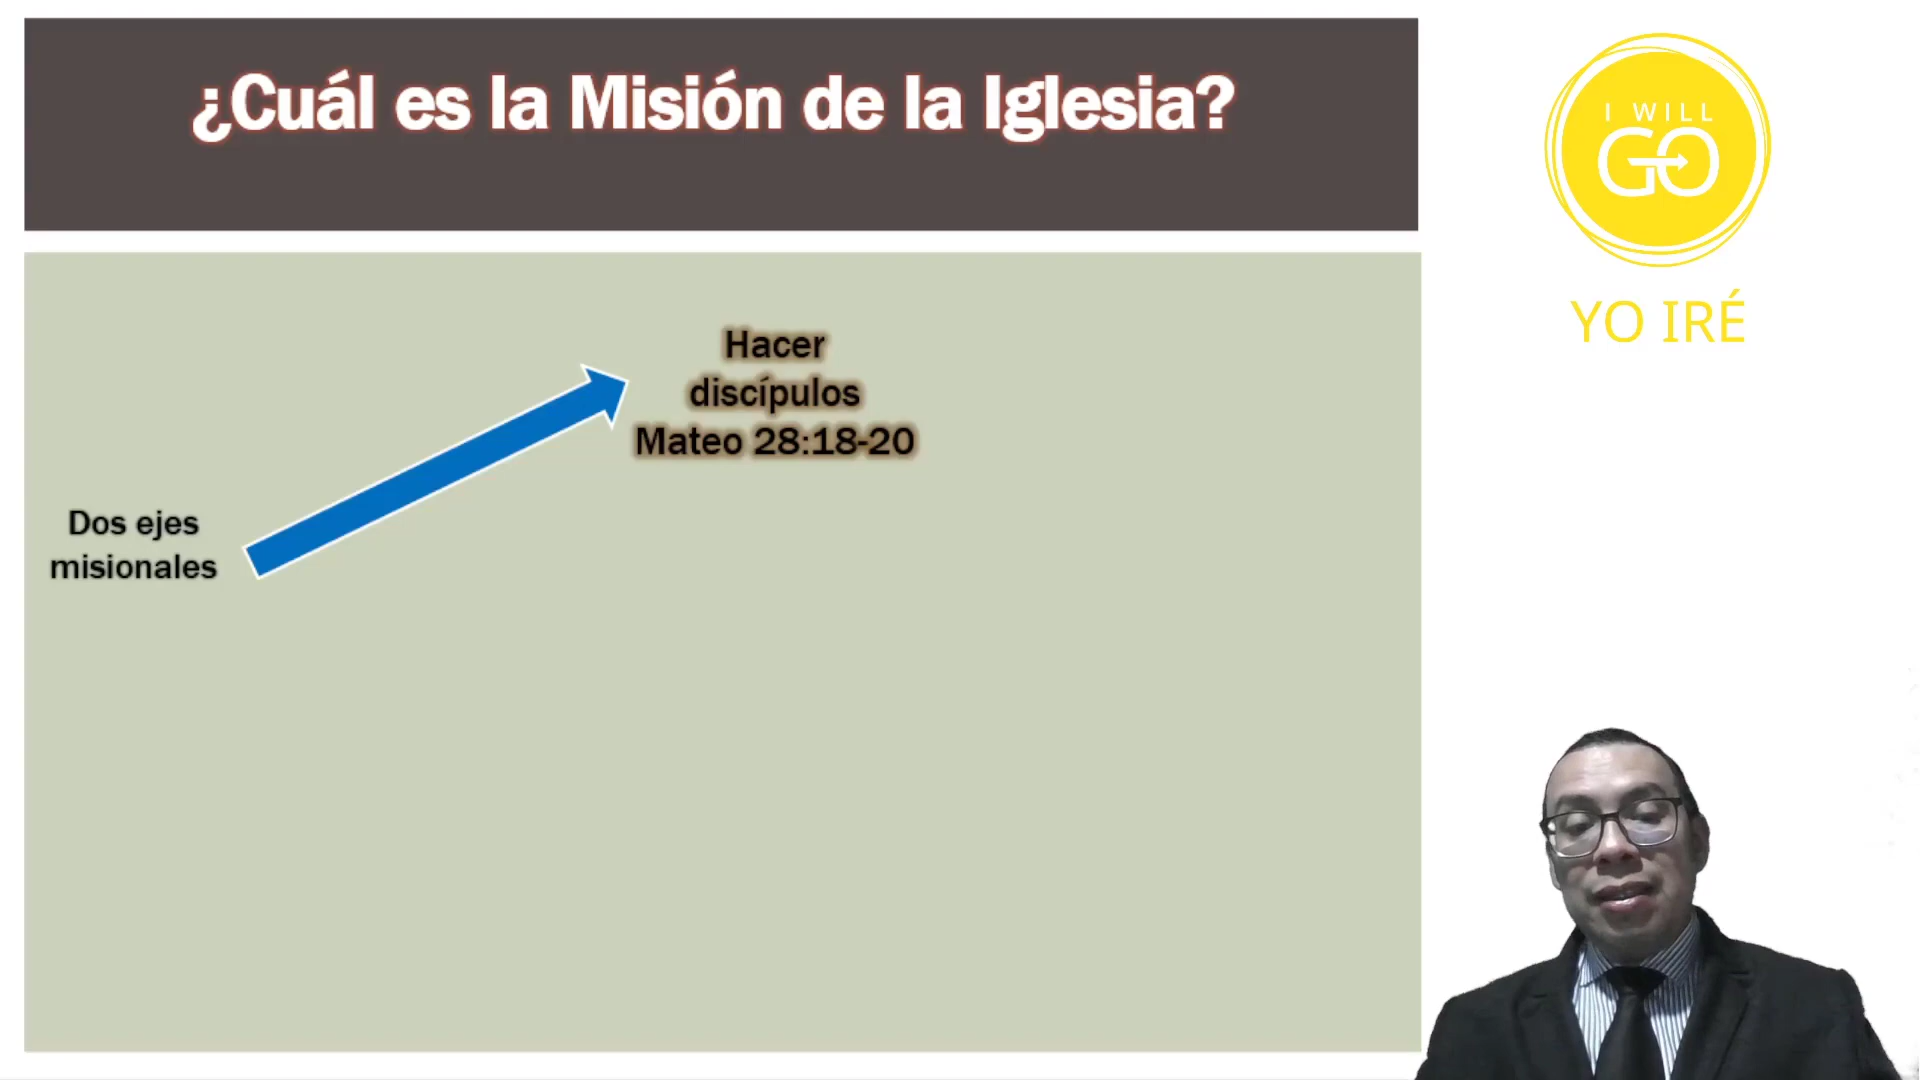 ¿Cuál es la Misión de la Iglesia?
I WILL
GO
YO IRÉ
Hacer
discípulos
Mateo 28:18-20
Dos ejes
misionales